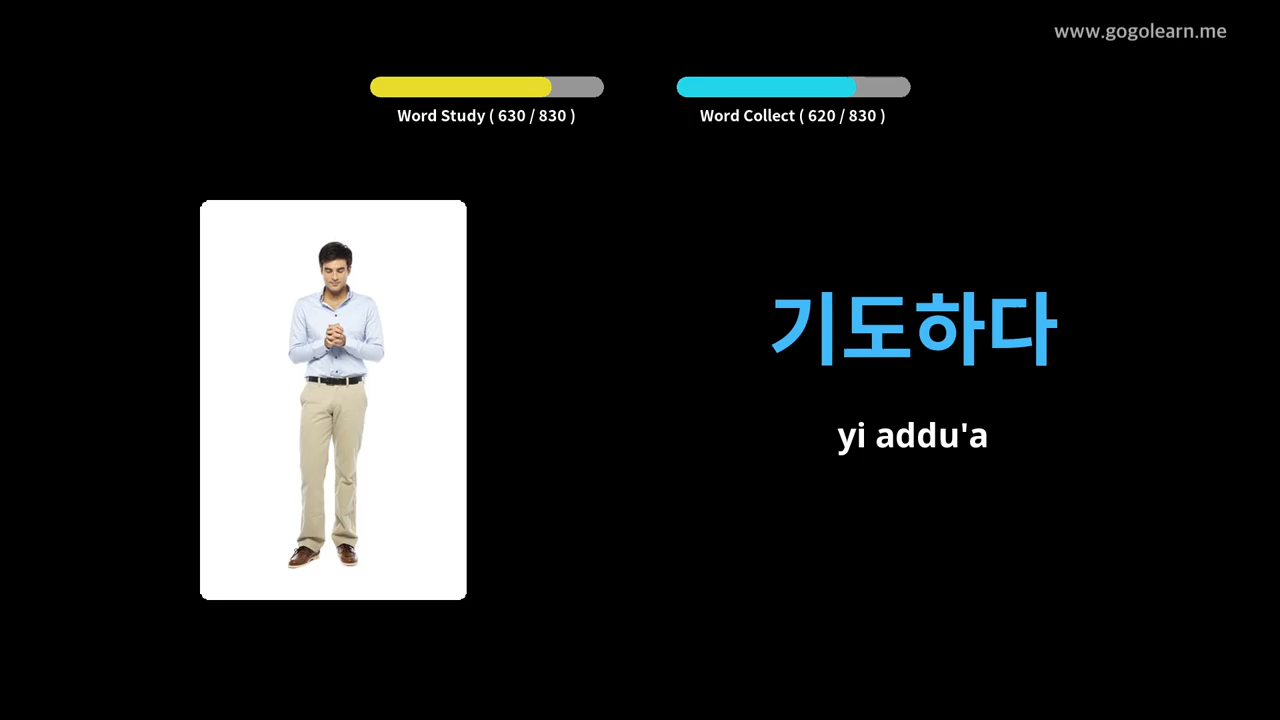 www.gogolearn.me
Word Study ( 630 / 830 )
Word Collect ( 620 / 830 )
기도하다
yi addu'a